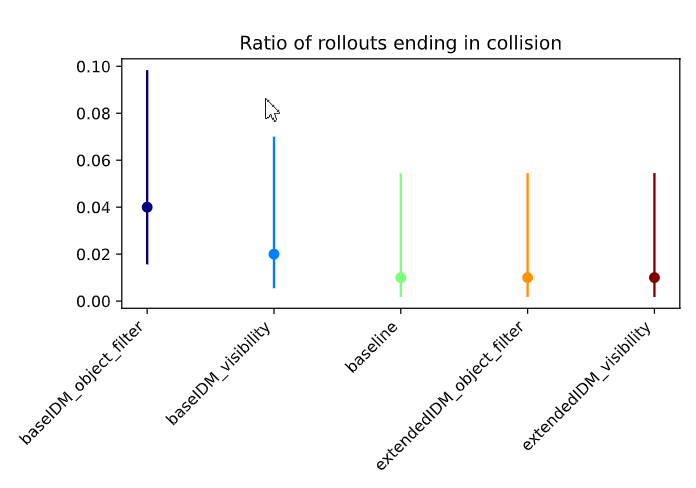 Ratio of rollouts ending in collision
0.10
0.08
0.06
0.04
0.02
0.00
baseIDM_object_filter
baseIDM_visibility
baseline
extendedIDM_object_filter
extendedIDM_visibility